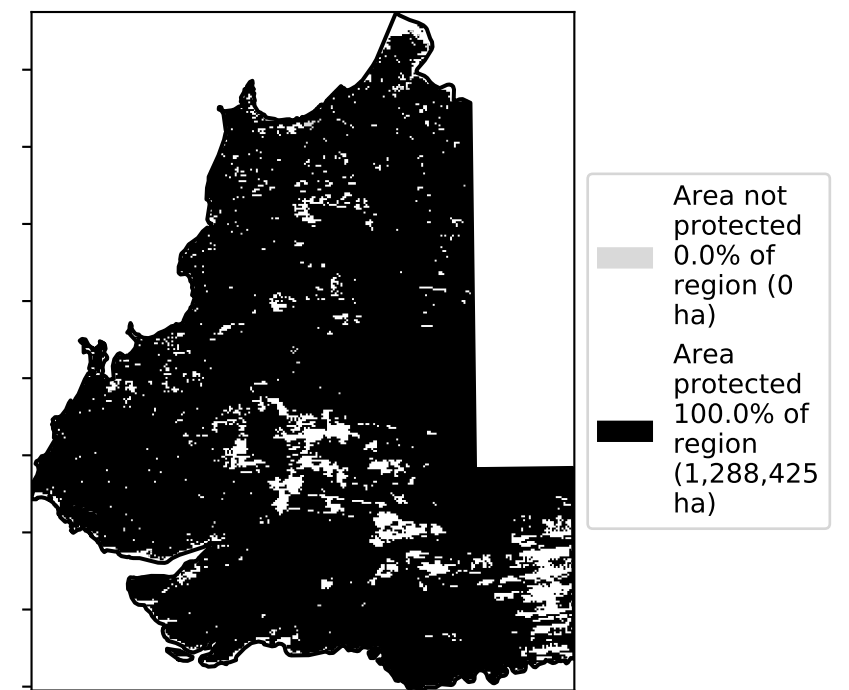 Area not
protected
0.0% of
region (0
ha)
Area
protected
100.0% of
region
(1,288,425
ha)